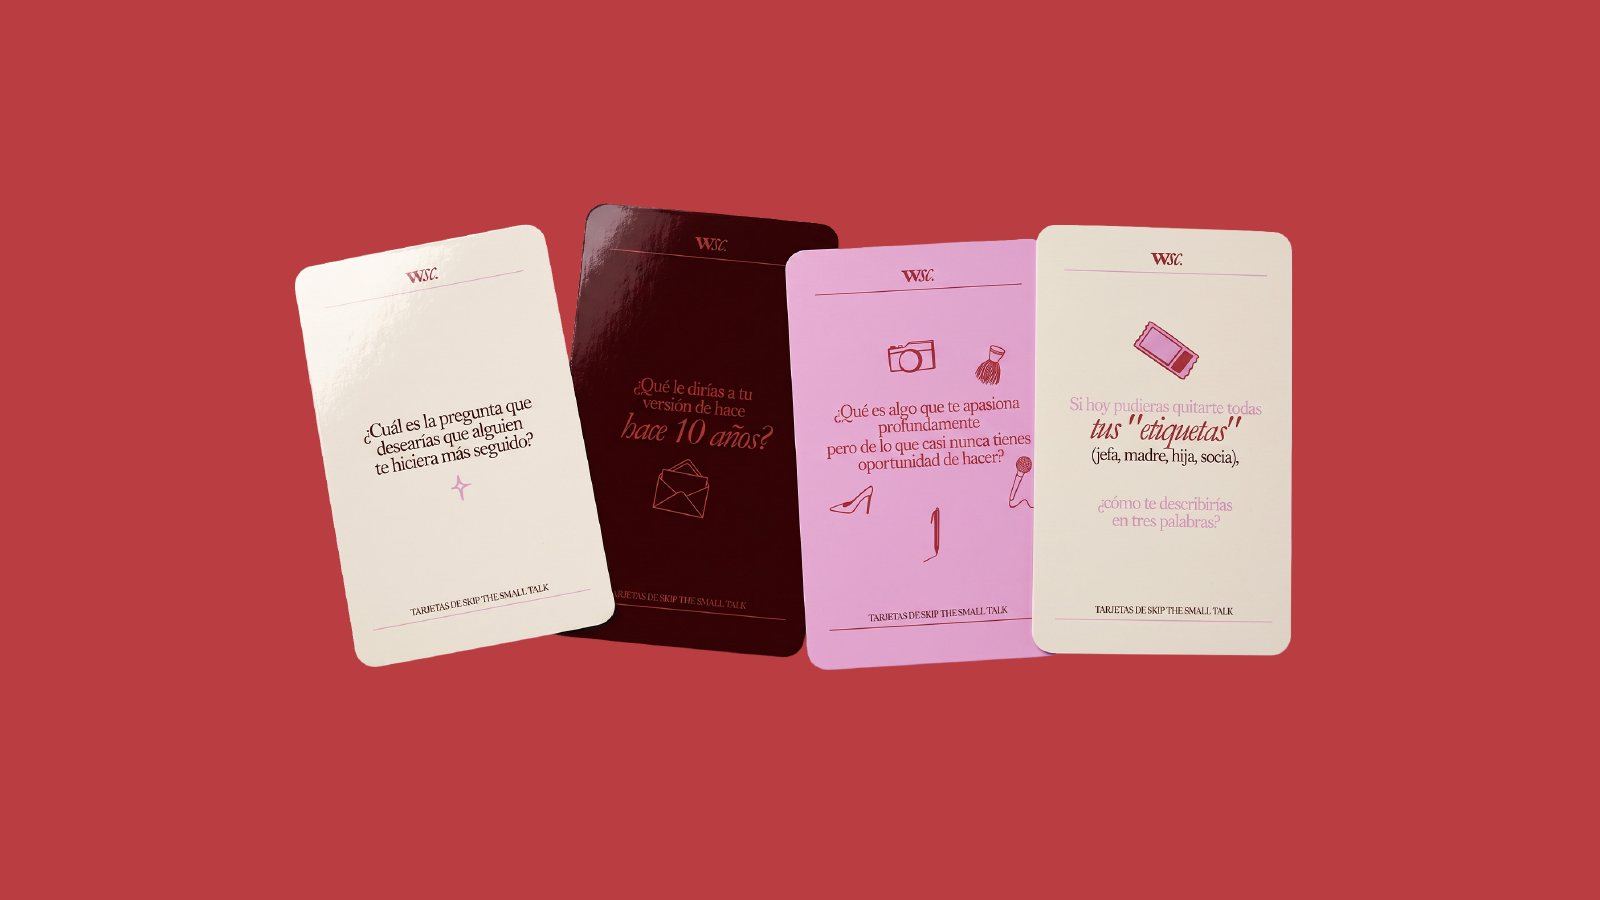 WSC.
¿Cuál es la pregunta que
desearías que alguien
te hiciera más seguido?
TARJETAS DE SKIP THE SMALL TALK
WSC.
¿Qué le dirías a tu
versión de hace
hace 10 años?
TARJETAS DE SKIP THE SMALL TALK
WSC.
¿Qué es algo que te apasiona
profundamente
pero de lo que casi nunca tienes
oportunidad de hacer?
TARJETAS DE SKIP THE SMALL TALK
WSC.
Si hoy pudieras quitarte todas
tus "etiquetas"
(jefa, madre, hija, socia),
¿cómo te describirías
en tres palabras?
TARJETAS DE SKIP THE SMALL TALK